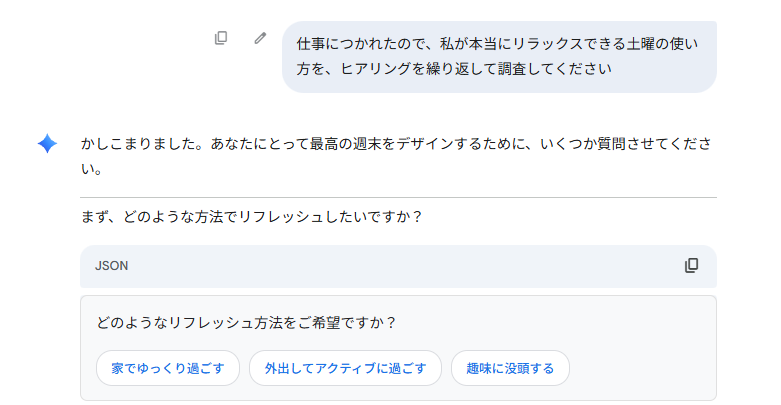 仕事につかれたので、私が本当にリラックスできる土曜の使い
方を、ヒアリングを繰り返して調査してください
かしこまりました。あなたにとって最高の週末をデザインするために、いくつか質問させてくださ
い。
まず、どのような方法でリフレッシュしたいですか？
JSON
どのようなリフレッシュ方法をご希望ですか？
家でゆっくり過ごす
外出してアクティブに過ごす
趣味に没頭する